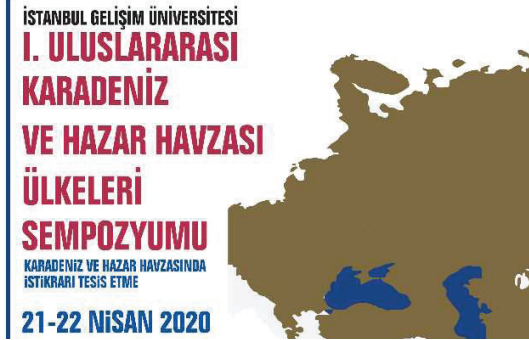 İSTANBUL GELİŞİM ÜNİVERSİTESİ
I. ULUSLARARASI
KARADENİZ
VE HAZAR HAVZASI
ÜLKELERİ
SEMPOZYUMU
KARADENİZ VE HAZAR HAVZASINDA
İSTİKRARI TESİS ETME
21-22 NİSAN 2020